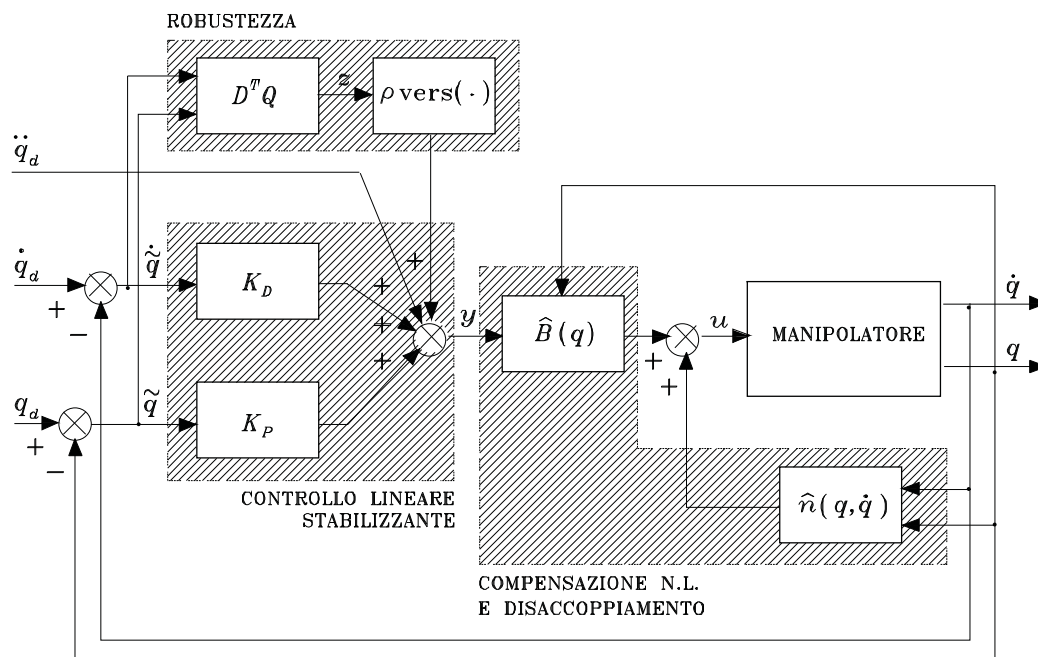 ROBUSTEZZA
D^T Q
z
ρ vers(·)
q̈_d
q̇_d
+
−
q̃̇
K_D
+
+
+
+
y
B̂(q)
+
+
u
MANIPOLATORE
q̇
q
q_d
+
−
q̃
K_P
CONTROLLO LINEARE
STABILIZZANTE
n̂(q,q̇)
COMPENSAZIONE N.L.
E DISACCOPPIAMENTO